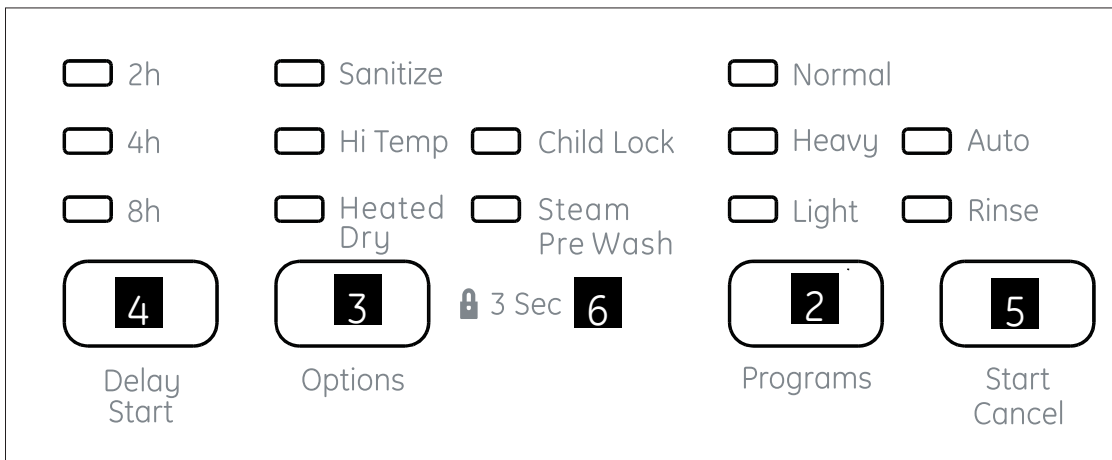 2h
Sanitize
Normal
4h
Hi Temp
Child Lock
Heavy
Auto
8h
Heated
Dry
Steam
Pre Wash
Light
Rinse
4
3
3 Sec
6
2
5
Delay
Start
Options
Programs
Start
Cancel